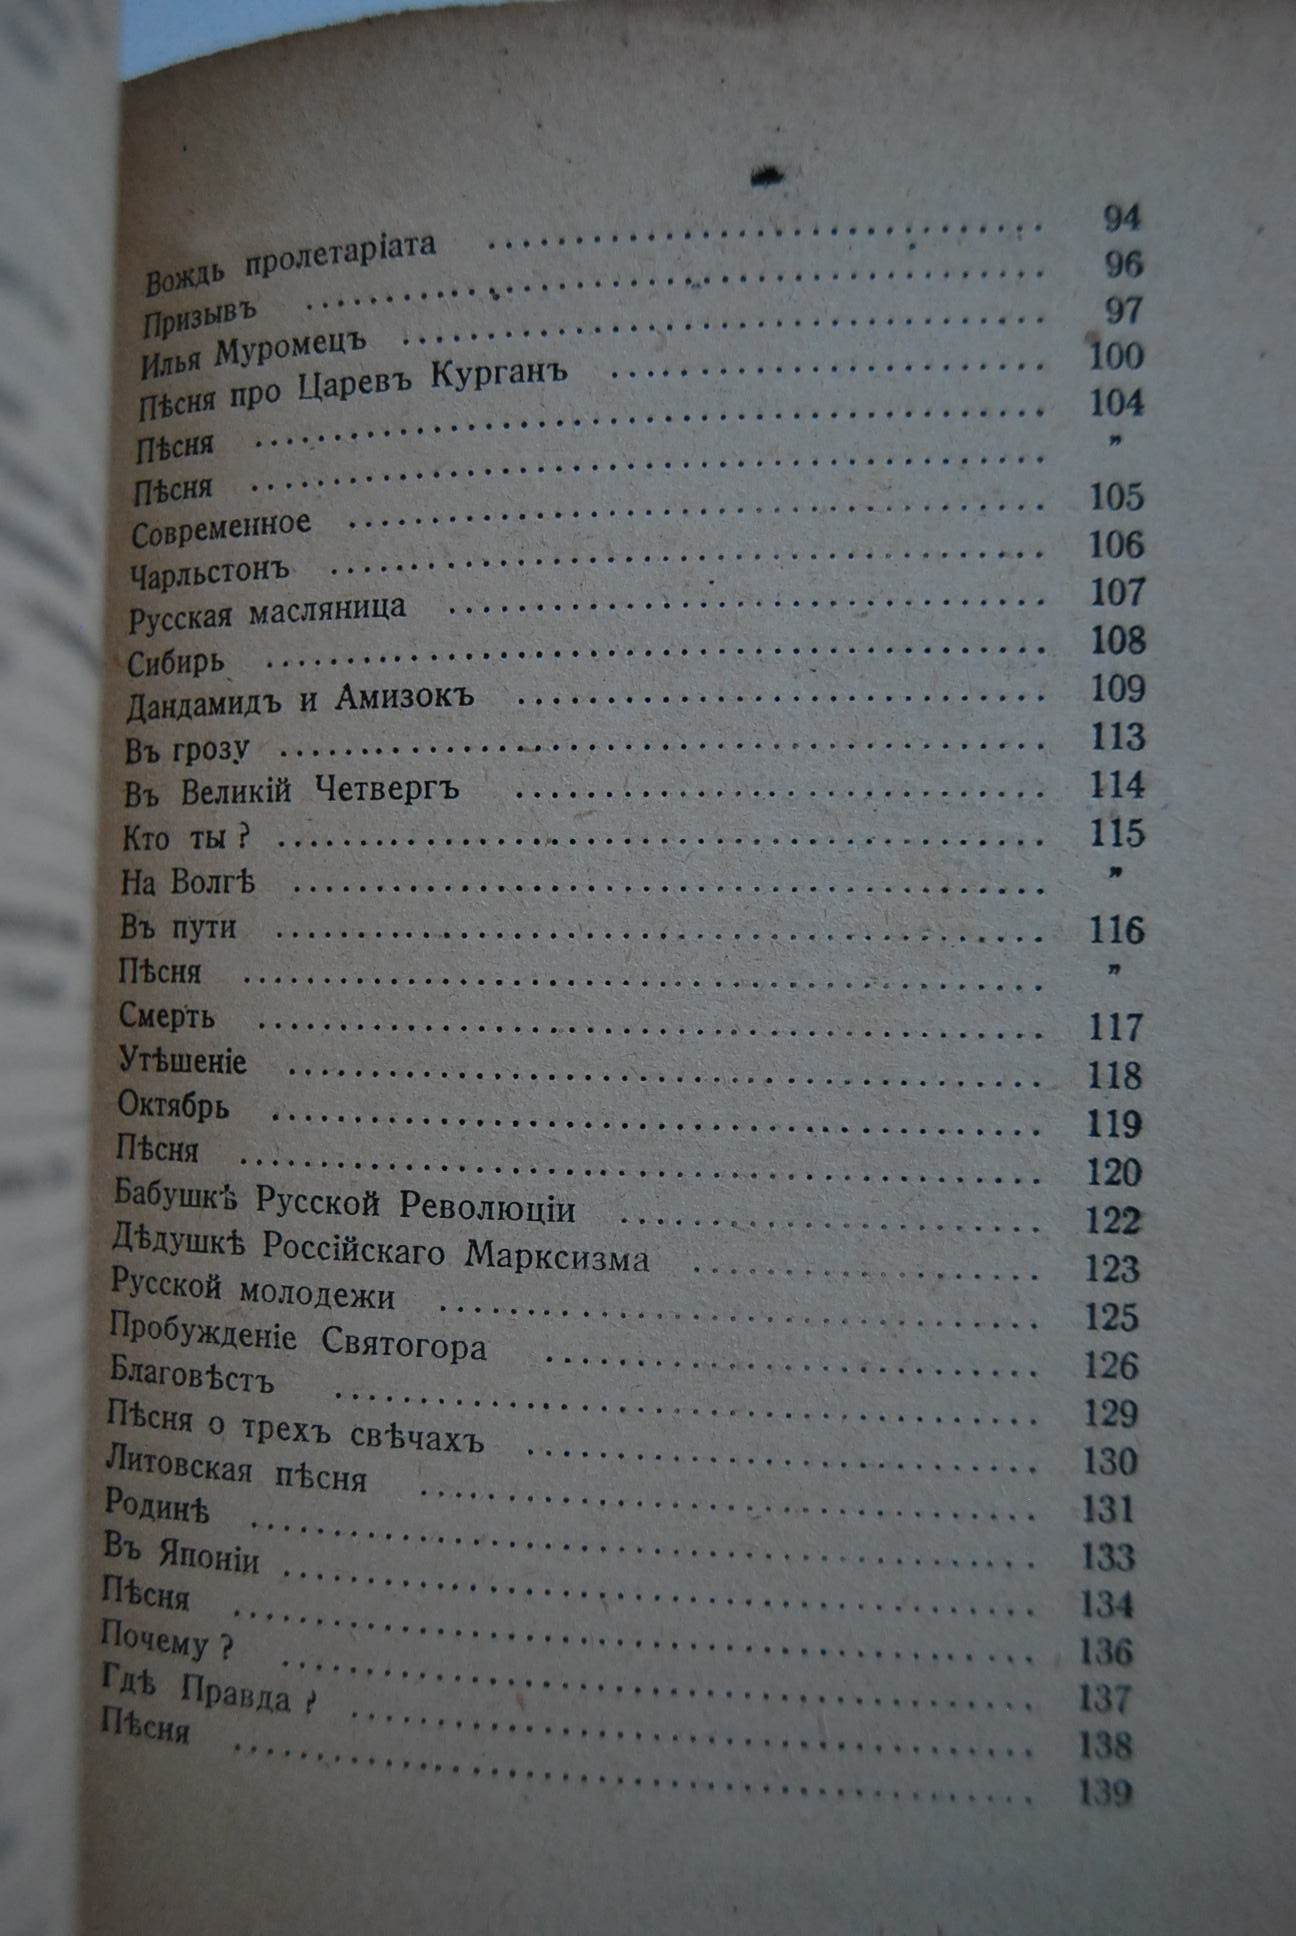 Вождь пролетаріата . . . . . . . . . . . . . . . . . . . . 94
Призывъ . . . . . . . . . . . . . . . . . . . . 96
Илья Муромецъ . . . . . . . . . . . . . . . . . . . . 97
Пѣсня про Царевъ Курганъ . . . . . . . . . . . . . . . . . . . . 100
Пѣсня . . . . . . . . . . . . . . . . . . . . 104
Пѣсня . . . . . . . . . . . . . . . . . . . . „
Современное . . . . . . . . . . . . . . . . . . . . 105
Чарльстонъ . . . . . . . . . . . . . . . . . . . . 106
Русская масляница . . . . . . . . . . . . . . . . . . . . 107
Сибирь . . . . . . . . . . . . . . . . . . . . 108
Дандамидъ и Амизокъ . . . . . . . . . . . . . . . . . . . . 109
Въ грозу . . . . . . . . . . . . . . . . . . . . 113
Въ Великій Четвергъ . . . . . . . . . . . . . . . . . . . . 114
Кто ты? . . . . . . . . . . . . . . . . . . . . 115
На Волгѣ . . . . . . . . . . . . . . . . . . . . „
Въ пути . . . . . . . . . . . . . . . . . . . . 116
Пѣсня . . . . . . . . . . . . . . . . . . . . „
Смерть . . . . . . . . . . . . . . . . . . . . 117
Утѣшеніе . . . . . . . . . . . . . . . . . . . . 118
Октябрь . . . . . . . . . . . . . . . . . . . . 119
Пѣсня . . . . . . . . . . . . . . . . . . . . 120
Бабушкѣ Русской Революціи . . . . . . . . . . . . . . . . . . . . 122
Дѣдушкѣ Россійскаго Марксизма . . . . . . . . . . . . . . . . . . . . 123
Русской молодежи . . . . . . . . . . . . . . . . . . . . 125
Пробужденіе Святогора . . . . . . . . . . . . . . . . . . . . 126
Благовѣстъ . . . . . . . . . . . . . . . . . . . . 129
Пѣсня о трехъ свѣчахъ . . . . . . . . . . . . . . . . . . . . 130
Литовская пѣсня . . . . . . . . . . . . . . . . . . . . 131
Родинѣ . . . . . . . . . . . . . . . . . . . . 133
Въ Японіи . . . . . . . . . . . . . . . . . . . . 134
Пѣсня . . . . . . . . . . . . . . . . . . . . 136
Почему? . . . . . . . . . . . . . . . . . . . . 137
Гдѣ Правда? . . . . . . . . . . . . . . . . . . . . 138
Пѣсня . . . . . . . . . . . . . . . . . . . . 139